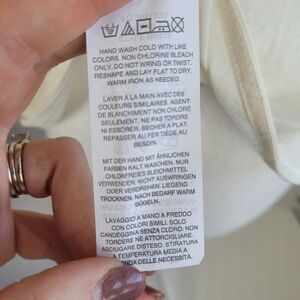 HAND WASH COLD WITH LIKE
COLORS. NON CHLORINE BLEACH
ONLY, DO NOT WRING OR TWIST.
RESHAPE AND LAY FLAT TO DRY.
WARM IRON AS NEEDED.
LAVER À LA MAIN AVEC DES
COULEURS SIMILAIRES. AGENT
DE BLANCHIMENT NON CHLORÉ
SEULEMENT. NE PAS TORDRE
NI ESSORER. SECHER A PLAT.
REPASSER AU FER TIÈDE AU
BESOIN.
MIT DER HAND MIT ÄHNLICHEN
FARBEN KALT WASCHEN. NUR
CHLORFREIES BLEICHMITTEL
VERWENDEN. NICHT AUSWRINGEN
ODER VERDREHEN. LIEGEND
TROCKNEN. NACH BEDARF WARM
BÜGELN.
LAVAGGIO A MANO A FREDDO
CON COLORI SIMILI. SOLO
CANDEGGINA SENZA CLORO. NON
TORCERE NÉ ATTORCIGLIARE.
ASCIUGARE DISTESO. STIRATURA
A TEMPERATURA MEDIA A
ONDA DELLE NECESSITÀ.